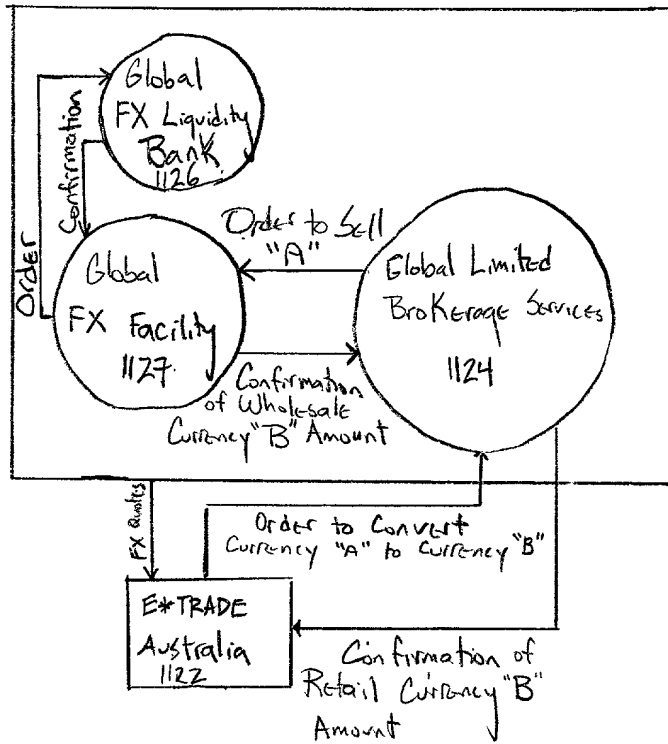 Global
FX Liquidity
Bank
1126
Confirmation
Order
Order to Sell
"A"
Global
FX Facility
1127
Global Limited
Brokerage Services
1124
Confirmation
of Wholesale
Currency "B" Amount
FX Quotes
Order to Convert
Currency "A" to Currency "B"
E*TRADE
Australia
1122
Confirmation of
Retail Currency "B"
Amount